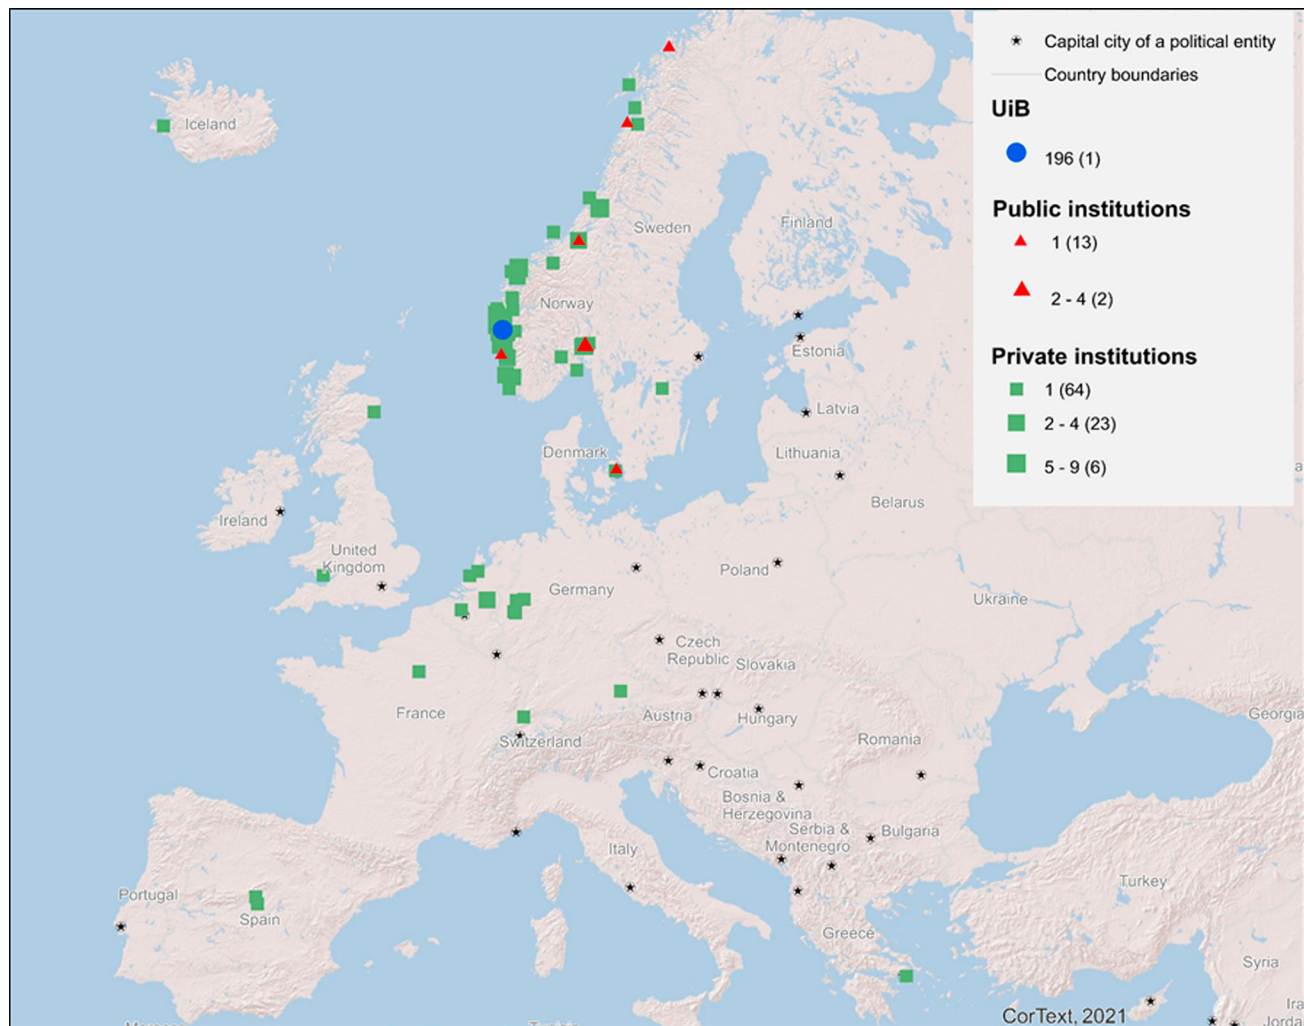 Capital city of a political entity
Country boundaries
UiB
196 (1)
Public institutions
1 (13)
2 - 4 (2)
Private institutions
1 (64)
2 - 4 (23)
5 - 9 (6)
Iceland
Sweden
Finland
Norway
Estonia
Latvia
Denmark
Lithuania
Belarus
Ireland
United
Kingdom
Germany
Poland
Ukraine
Czech
Republic
Slovakia
France
Austria
Hungary
Switzerland
Romania
Georgia
Croatia
Bosnia &
Herzegovina
Serbia &
Montenegro
Bulgaria
Italy
Turkey
Portugal
Spain
Greece
Syria
Ira
CorText, 2021
Jorda